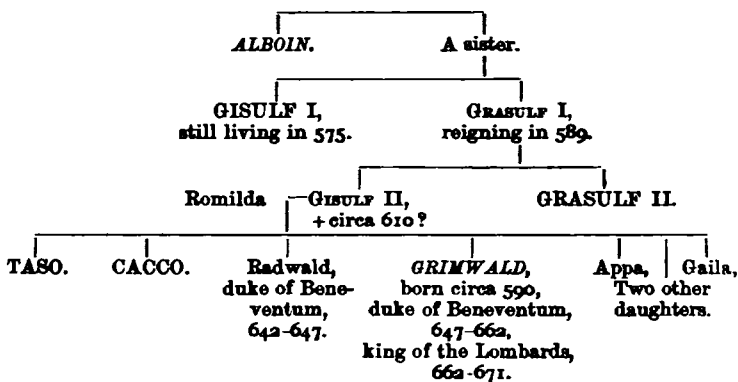 ALBOIN. A sister.
GISULF I, GRASULF I,
still living in 575. reigning in 589.
Romilda GISULF II, GRASULF II.
+ circa 610 ?
TASO. CACCO. Radwald, GRIMWALD, Appa, Gaila,
duke of Bene- born circa 590, Two other
ventum, duke of Beneventum, daughters.
642-647. 647-662,
king of the Lombards,
662-671.